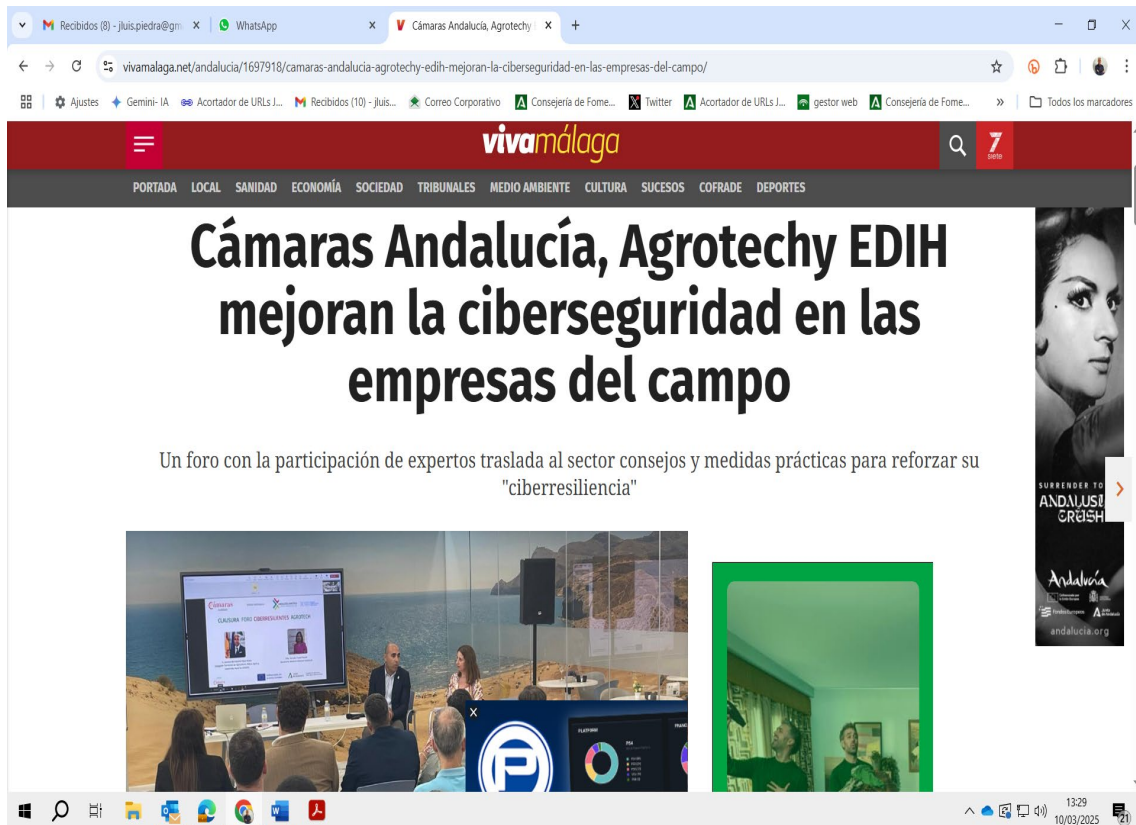 Recibidos (8) - jluis.piedra@gm
WhatsApp
Cámaras Andalucía, Agrotechy
vivamalaga.net/andalucia/1697918/camaras-andalucia-agrotechy-edih-mejoran-la-ciberseguridad-en-las-empresas-del-campo/
Ajustes
Gemini- IA
Acortador de URLs J...
Recibidos (10) - jluis...
Correo Corporativo
Consejería de Fome...
Twitter
Acortador de URLs J...
gestor web
Consejería de Fome...
Todos los marcadores
vivamálaga
7
siete
PORTADA LOCAL SANIDAD ECONOMÍA SOCIEDAD TRIBUNALES MEDIO AMBIENTE CULTURA SUCESOS COFRADE DEPORTES
Cámaras Andalucía, Agrotechy EDIH
mejoran la ciberseguridad en las
empresas del campo
Un foro con la participación de expertos traslada al sector consejos y medidas prácticas para reforzar su
"ciberresiliencia"
Cámaras
CLAUSURA FORO CIBERRESILIENTES AGROTECH
PLATFORM
PS4
SURRENDER TO
ANDALUSIAN
CRUSH
Andalucía
andalucia.org
13:29
10/03/2025
21